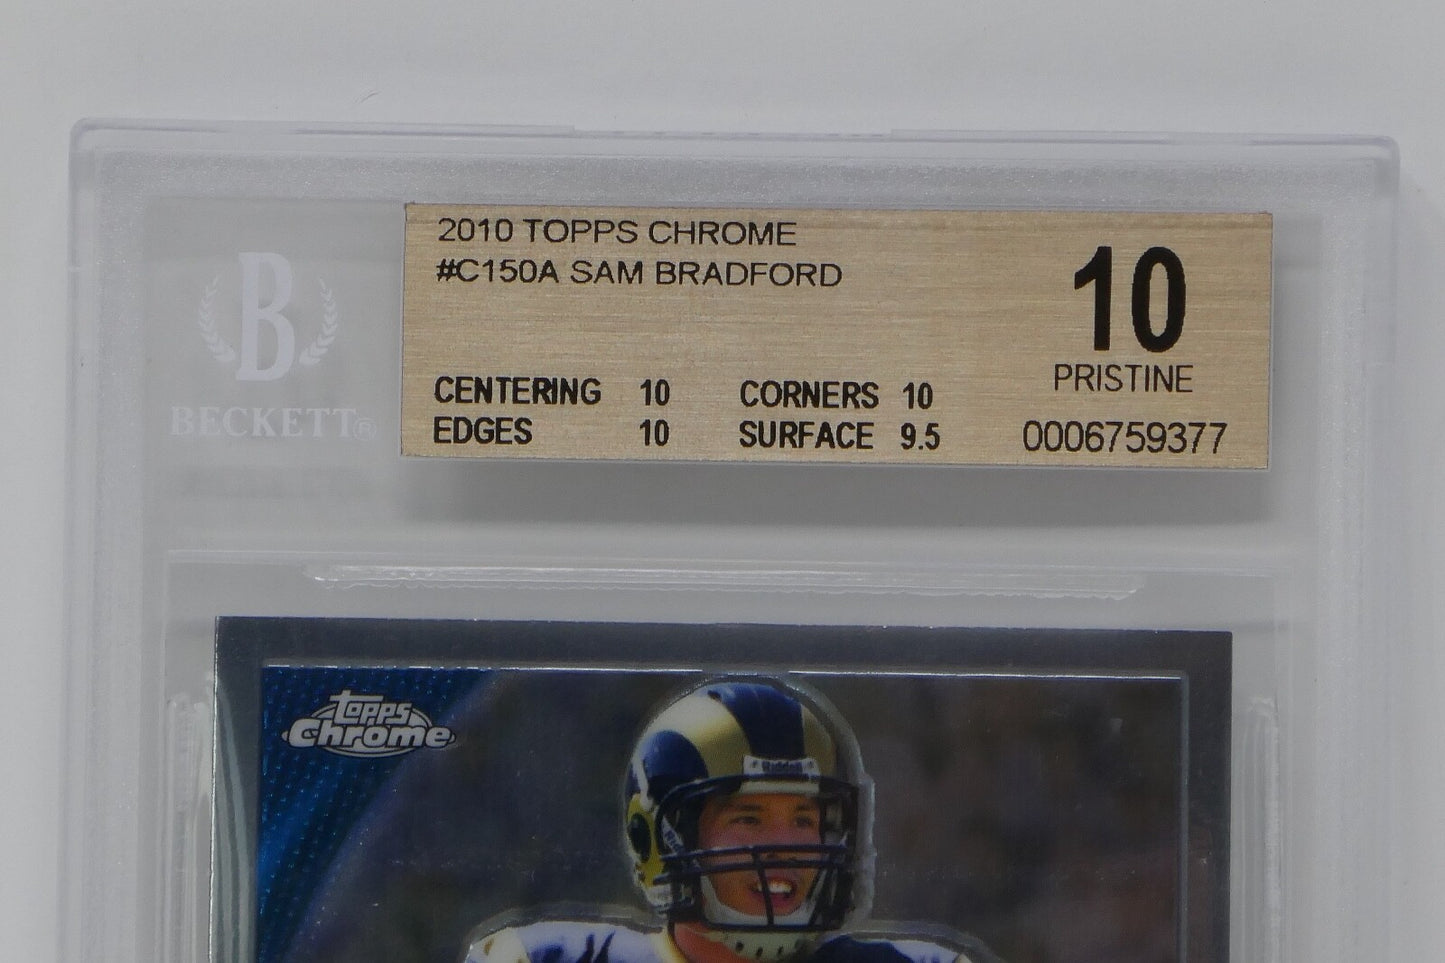 2010 TOPPS CHROME
#C150A SAM BRADFORD
10
PRISTINE
CENTERING 10 CORNERS 10
EDGES 10 SURFACE 9.5
0006759377
B
BECKETT®
Topps
Chrome
Riddell